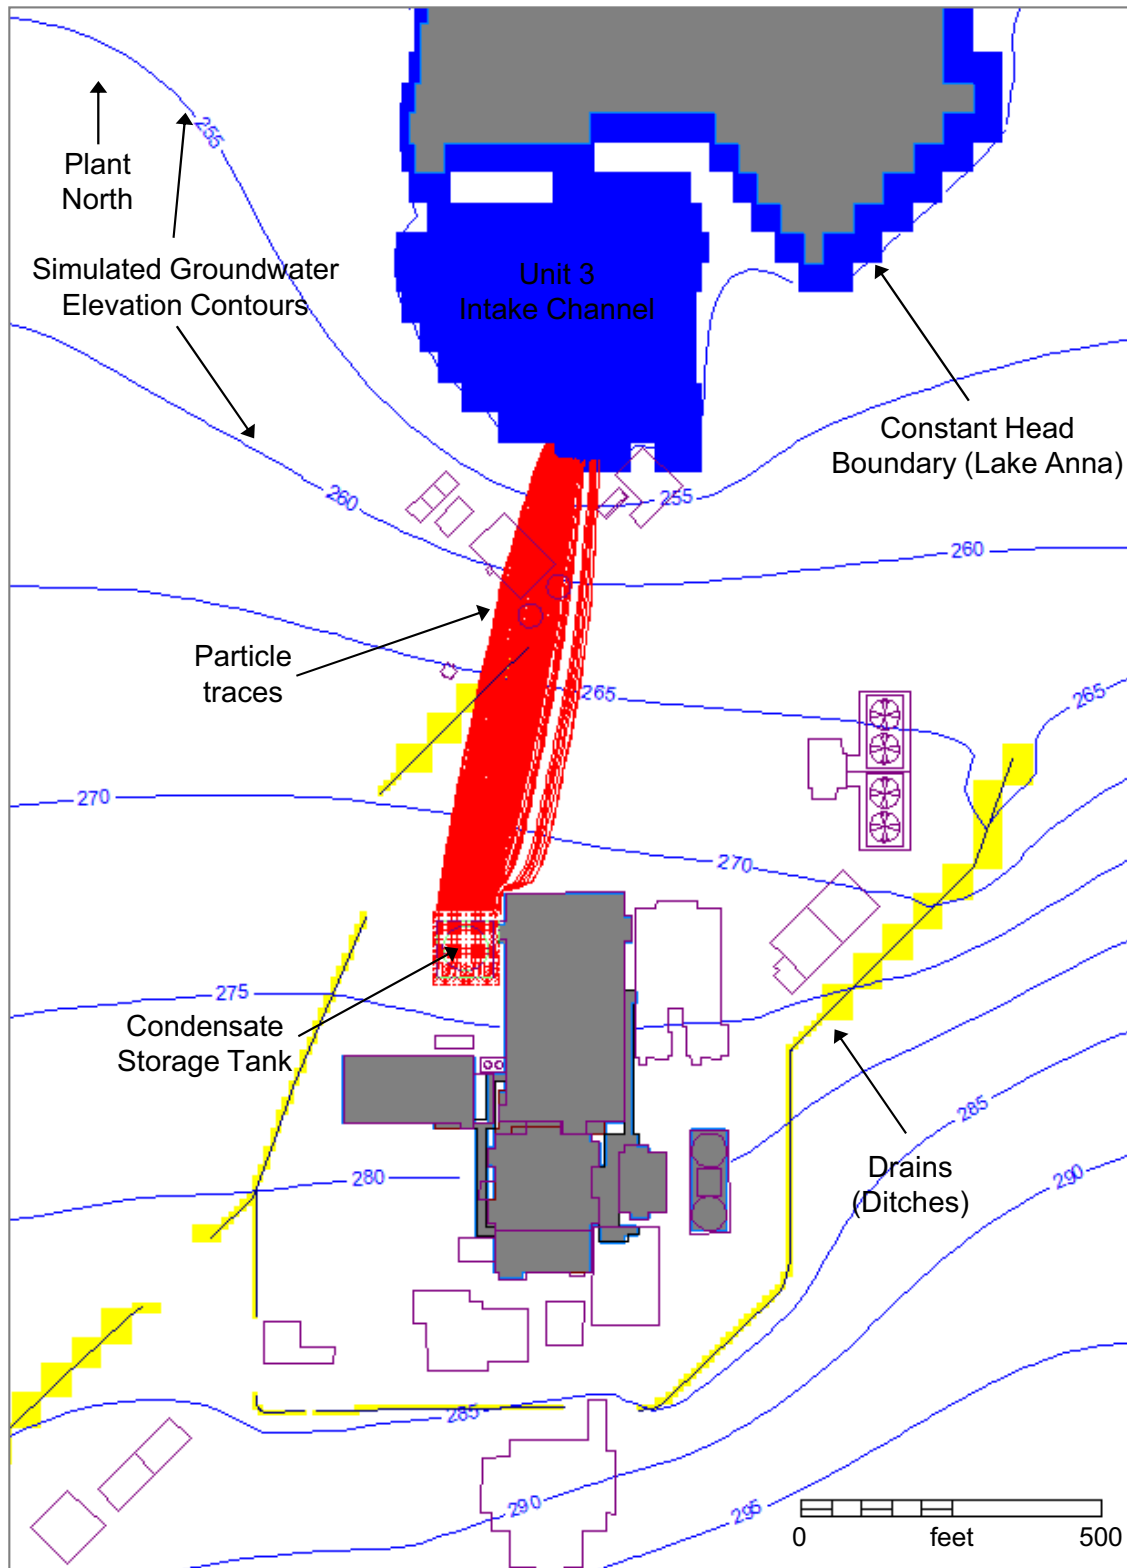 255
Plant
North
Simulated Groundwater
Elevation Contours
Unit 3
Intake Channel
Constant Head
Boundary (Lake Anna)
260
255
260
Particle
traces
265
265
270
270
275
Condensate
Storage Tank
285
280
Drains
(Ditches)
290
285
290
295
0
feet
500